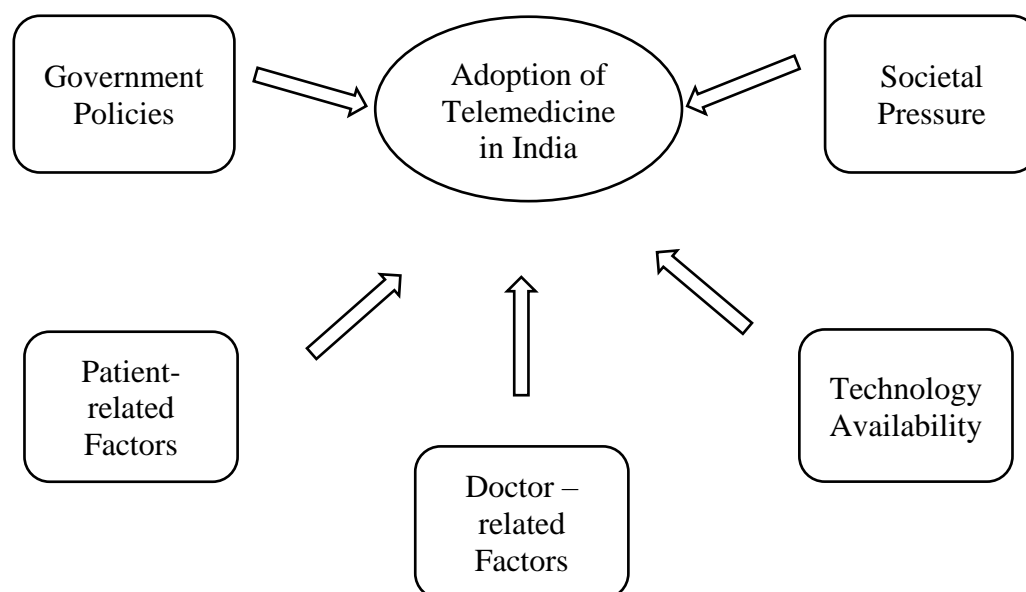 Government
Policies
Adoption of
Telemedicine
in India
Societal
Pressure
Patient-
related
Factors
Doctor –
related
Factors
Technology
Availability